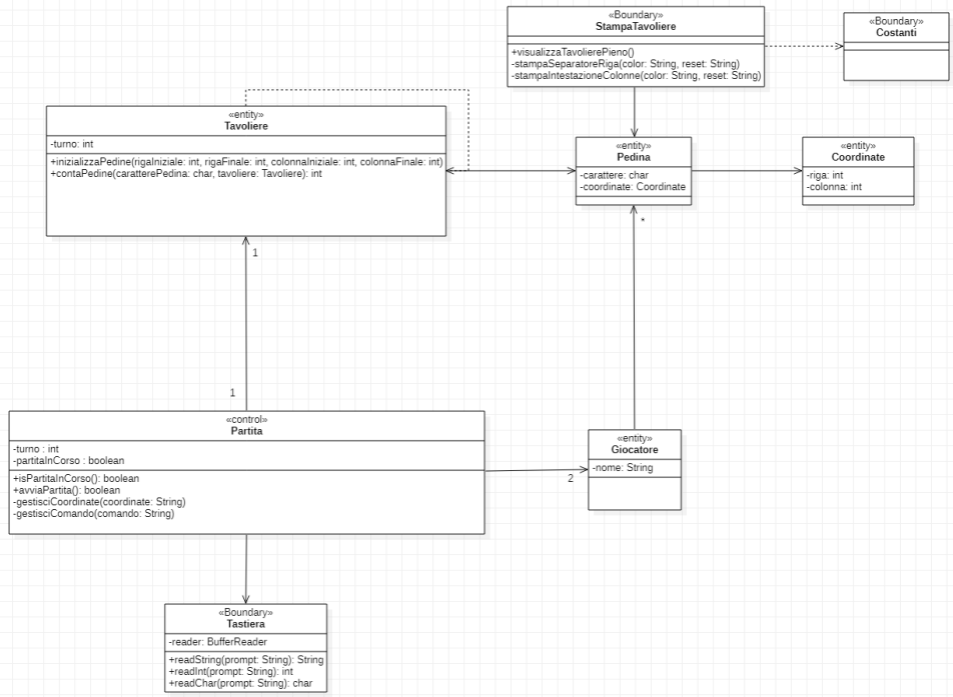 «Boundary»
StampaTavoliere
+visualizzaTavolierePieno()
-stampaSeparatoreRiga(color: String, reset: String)
-stampaIntestazioneColonne(color: String, reset: String)
«Boundary»
Costanti
«entity»
Tavoliere
-turno: int
+inizializzaPedine(rigaIniziale: int, rigaFinale: int, colonnaIniziale: int, colonnaFinale: int)
+contaPedine(caratterePedina: char, tavoliere: Tavoliere): int
«entity»
Pedina
-carattere: char
-coordinate: Coordinate
«entity»
Coordinate
-riga: int
-colonna: int
*
1
1
«control»
Partita
-turno : int
-partitaInCorso : boolean
+isPartitaInCorso(): boolean
+avviaPartita(): boolean
-gestisciCoordinate(coordinate: String)
-gestisciComando(comando: String)
2
«entity»
Giocatore
-nome: String
«Boundary»
Tastiera
-reader: BufferReader
+readString(prompt: String): String
+readInt(prompt: String): int
+readChar(prompt: String): char